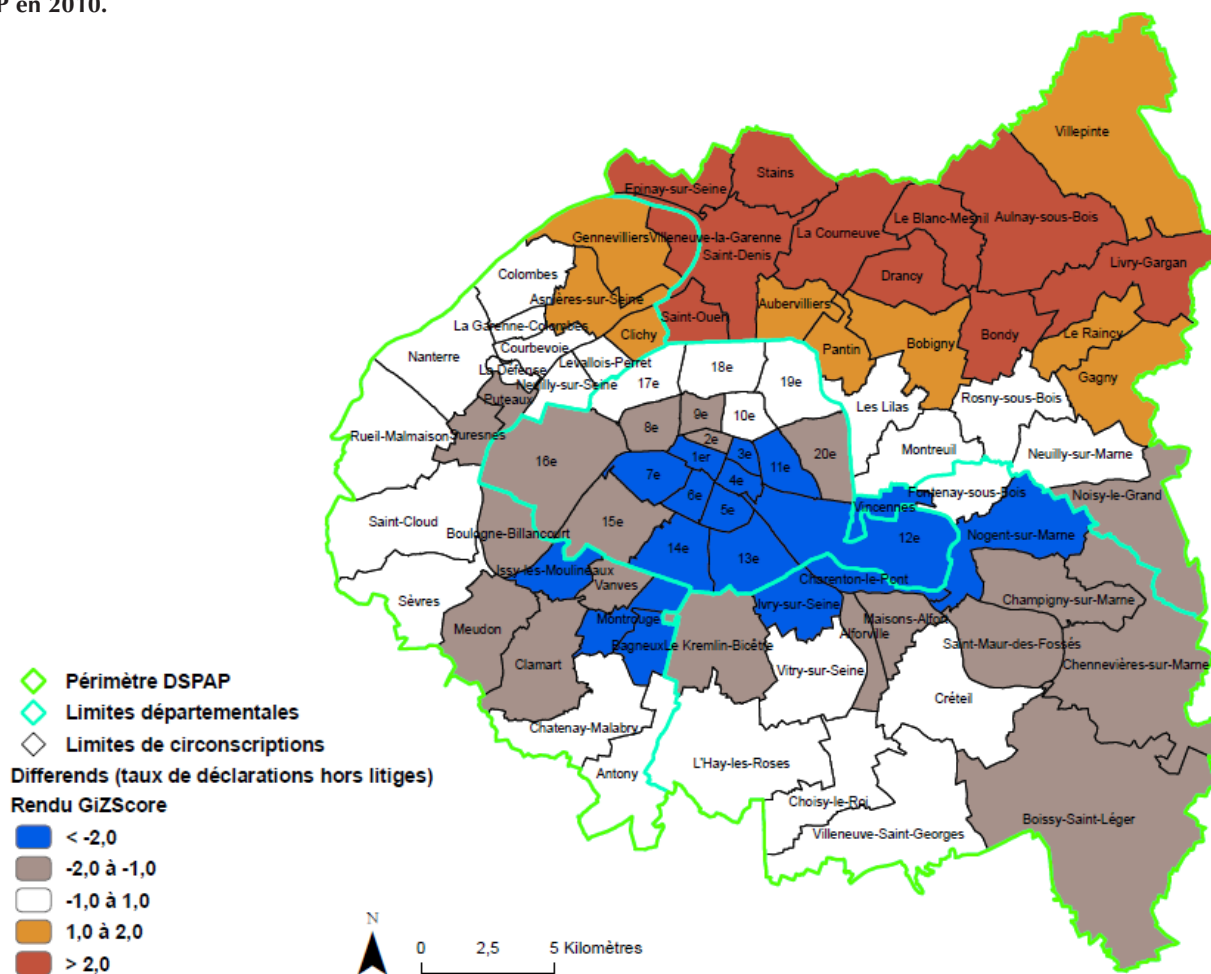 P en 2010.
Villepinte
Stains
Epinay-sur-Seine
Le Blanc-Mesnil
Aulnay-sous-Bois
Gennevilliers
Villeneuve-la-Garenne
La Courneuve
Saint-Denis
Livry-Gargan
Colombes
Drancy
Asnières-sur-Seine
Aubervilliers
Saint-Ouen
La Garenne-Colombes
Clichy
Bondy
Le Raincy
Courbevoie
Pantin
Bobigny
Nanterre
Levallois-Perret
La Défense
18e
Gagny
Neuilly-sur-Seine
17e
19e
Puteaux
Rosny-sous-Bois
Les Lilas
9e
10e
8e
Rueil-Malmaison
Suresnes
2e
Montreuil
Neuilly-sur-Marne
16e
1er
3e
20e
11e
7e
4e
6e
Fontenay-sous-Bois
Noisy-le-Grand
Vincennes
5e
Saint-Cloud
15e
Boulogne-Billancourt
12e
Nogent-sur-Marne
14e
13e
Issy-les-Moulineaux
Charenton-le-Pont
Vanves
Sèvres
Ivry-sur-Seine
Champigny-sur-Marne
Montrouge
Maisons-Alfort
Meudon
Alforville
Bagneux
Le Kremlin-Bicêtre
Saint-Maur-des-Fossés
Clamart
Vitry-sur-Seine
Chennevières-sur-Marne
Créteil
Chatenay-Malabry
L'Hay-les-Roses
Antony
Choisy-le-Roi
Villeneuve-Saint-Georges
Boissy-Saint-Léger
Périmètre DSPAP
Limites départementales
Limites de circonscriptions
Differends (taux de déclarations hors litiges)
Rendu GiZScore
< -2,0
-2,0 à -1,0
-1,0 à 1,0
1,0 à 2,0
> 2,0
N
0 2,5 5 Kilomètres